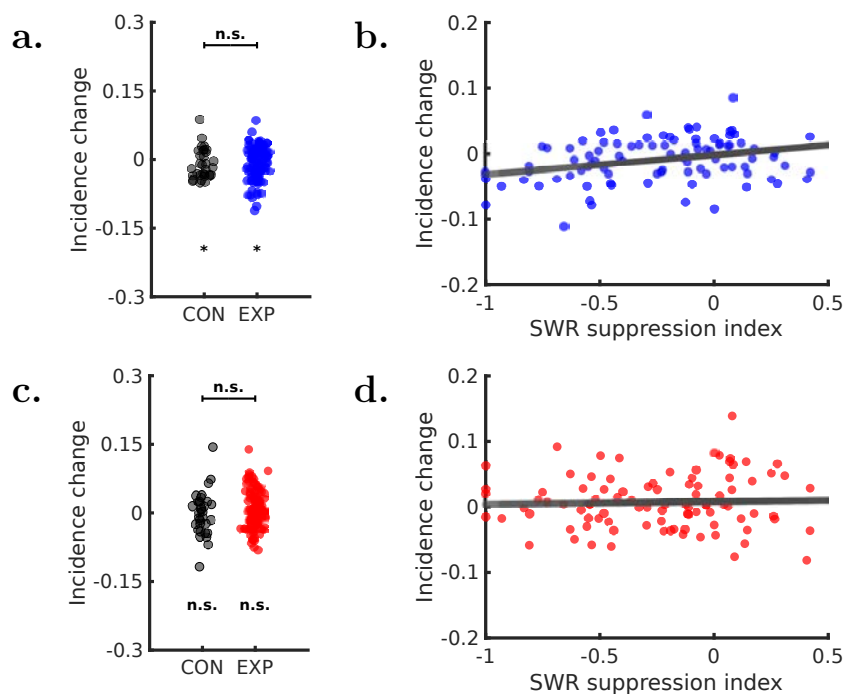 a.
0.3
0.15
0
-0.15
-0.3
Incidence change
n.s.
* *
CON EXP
b.
0.2
0.1
0
-0.1
-0.2
Incidence change
-1 -0.5 0 0.5
SWR suppression index
c.
0.3
0.15
0
-0.15
-0.3
Incidence change
n.s.
n.s. n.s.
CON EXP
d.
0.2
0.1
0
-0.1
-0.2
Incidence change
-1 -0.5 0 0.5
SWR suppression index